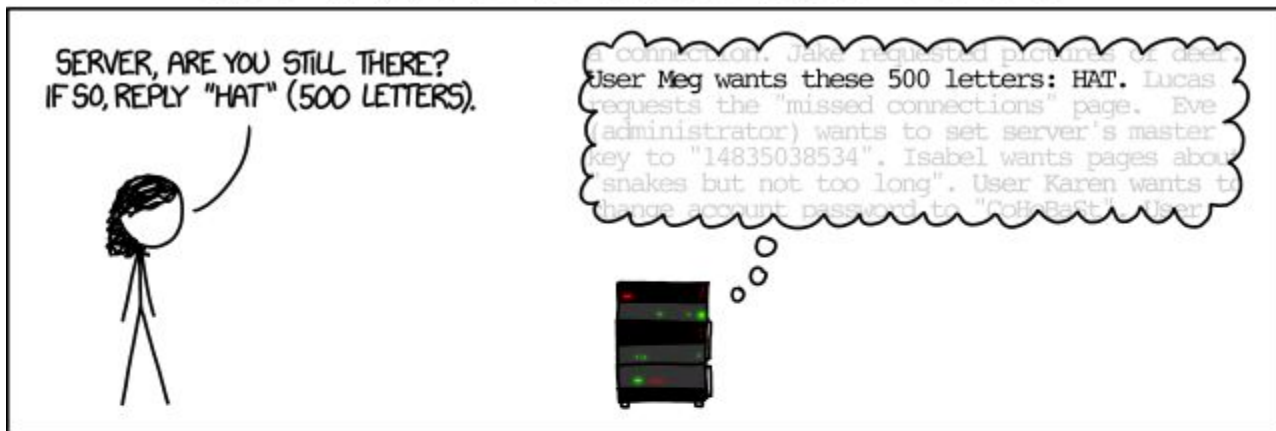 SERVER, ARE YOU STILL THERE?
IF SO, REPLY "HAT" (500 LETTERS).
a connection. Jake requested pictures of deer.
User Meg wants these 500 letters: HAT. Lucas
requests the "missed connections" page. Eve
(administrator) wants to set server's master
key to "14835038534". Isabel wants pages about
"snakes but not too long". User Karen wants to
change account password to "CoHoBaSt". User